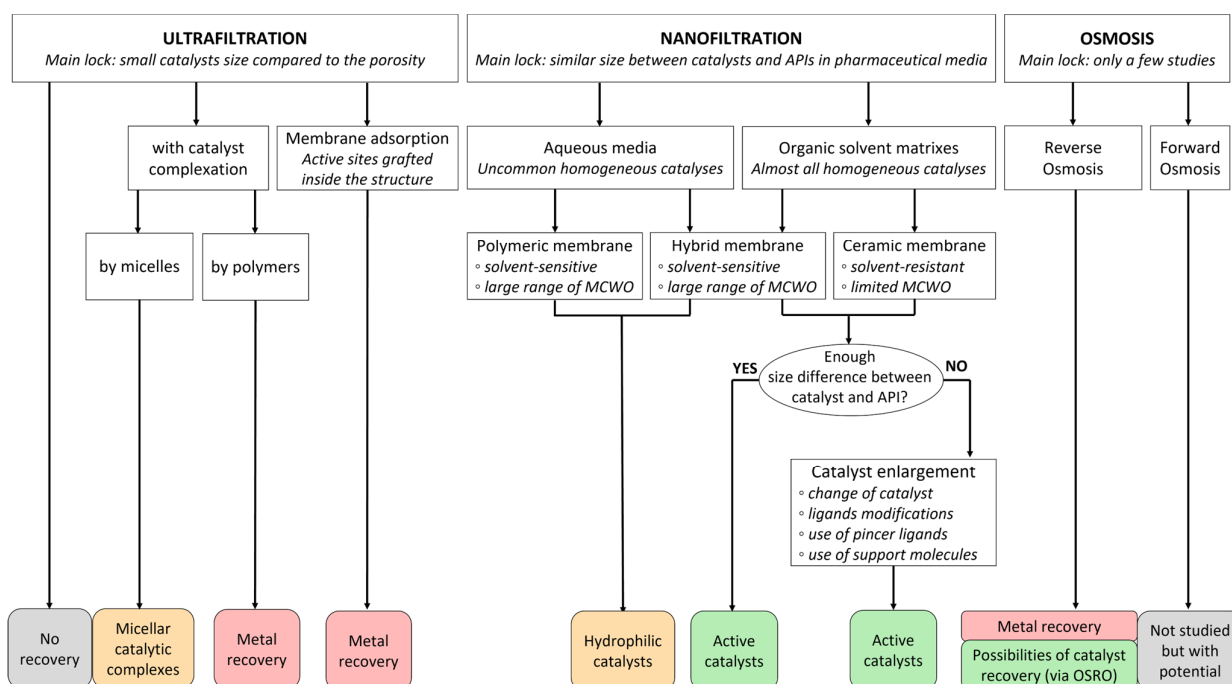 ULTRAFILTRATION
Main lock: small catalysts size compared to the porosity
NANOFILTRATION
Main lock: similar size between catalysts and APIs in pharmaceutical media
OSMOSIS
Main lock: only a few studies
with catalyst
complexation
Membrane adsorption
Active sites grafted
inside the structure
Aqueous media
Uncommon homogeneous catalyses
Organic solvent matrixes
Almost all homogeneous catalyses
Reverse
Osmosis
Forward
Osmosis
by micelles
by polymers
Polymeric membrane
◦ solvent-sensitive
◦ large range of MCWO
Hybrid membrane
◦ solvent-sensitive
◦ large range of MCWO
Ceramic membrane
◦ solvent-resistant
◦ limited MCWO
YES
Enough
size difference between
catalyst and API?
NO
Catalyst enlargement
◦ change of catalyst
◦ ligands modifications
◦ use of pincer ligands
◦ use of support molecules
No
recovery
Micellar
catalytic
complexes
Metal
recovery
Metal
recovery
Hydrophilic
catalysts
Active
catalysts
Active
catalysts
Metal recovery
Possibilities of catalyst
recovery (via OSRO)
Not studied
but with
potential